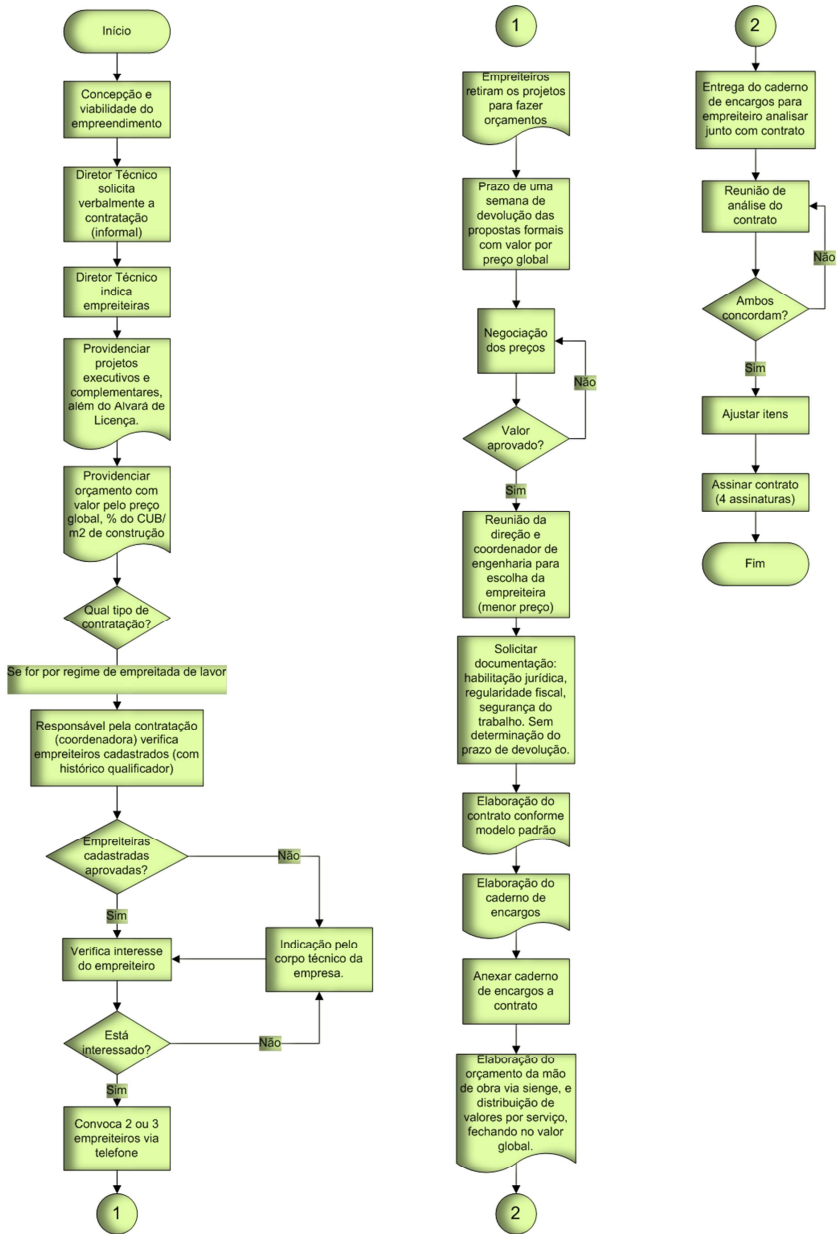 Início
Concepção e
viabilidade do
empreendimento
Diretor Técnico
solicita
verbalmente a
contratação
(informal)
Diretor Técnico
indica
empreiteiras
Providenciar
projetos
executivos e
complementares,
além do Alvará de
Licença.
Providenciar
orçamento com
valor pelo preço
global, % do CUB/
m2 de construção
Qual tipo de
contratação?
Se for por regime de empreitada de lavor
Responsável pela contratação
(coordenadora) verifica
empreiteiros cadastrados (com
histórico qualificador)
Empreiteiras
cadastradas
aprovadas?
Não
Sim
Verifica interesse
do empreiteiro
Indicação pelo
corpo técnico da
empresa.
Está
interessado?
Não
Sim
Convoca 2 ou 3
empreiteiros via
telefone
1
1
Empreiteiros
retiram os projetos
para fazer
orçamentos
Prazo de uma
semana de
devolução das
propostas formais
com valor por
preço global
Negociação
dos preços
Não
Valor
aprovado?
Sim
Reunião da
direção e
coordenador de
engenharia para
escolha da
empreiteira
(menor preço)
Solicitar
documentação:
habilitação jurídica,
regularidade fiscal,
segurança do
trabalho. Sem
determinação do
prazo de devolução.
Elaboração do
contrato conforme
modelo padrão
Elaboração do
caderno de
encargos
Anexar caderno
de encargos a
contrato
Elaboração do
orçamento da mão
de obra via sienge, e
distribuição de
valores por serviço,
fechando no valor
global.
2
2
Entrega do caderno
de encargos para
empreiteiro analisar
junto com contrato
Reunião de
análise do
contrato
Não
Ambos
concordam?
Sim
Ajustar itens
Assinar contrato
(4 assinaturas)
Fim